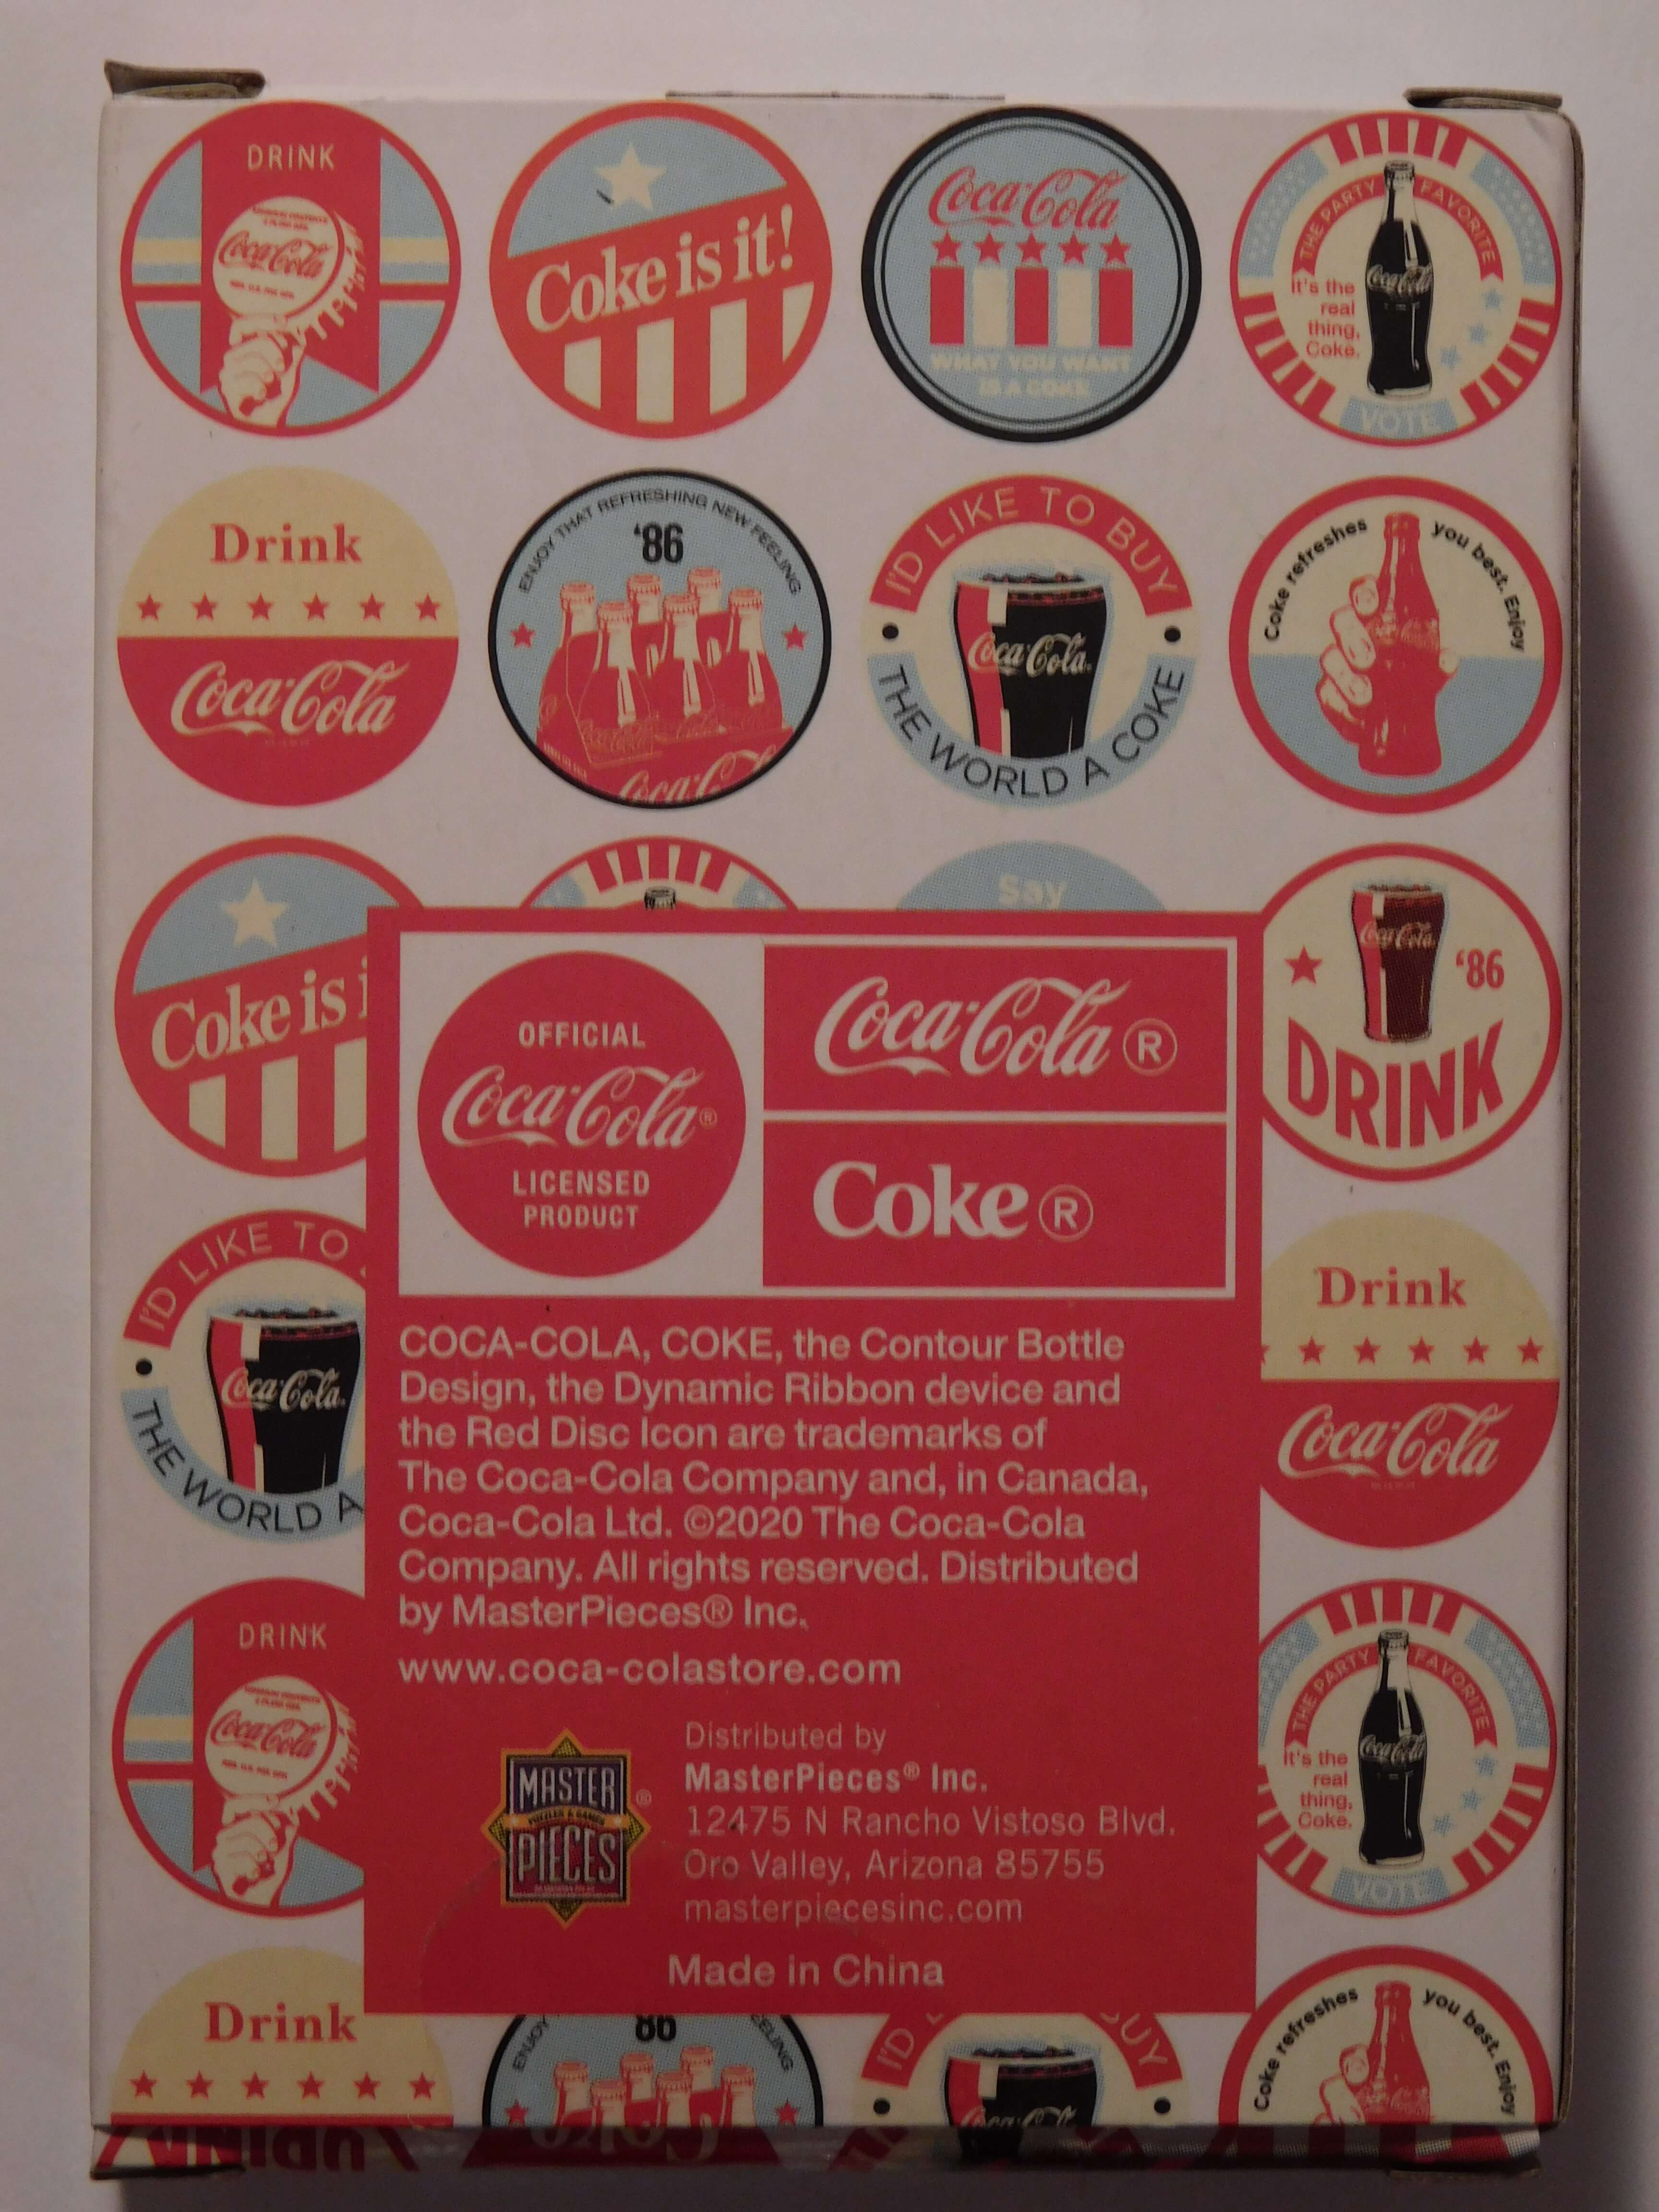 DRINK
Coca-Cola
Coke is it!
Coca-Cola
WHAT YOU WANT
IS A COKE
THE PARTY FAVORITE
Coca-Cola
it's the
real
thing.
Coke.
VOTE
Drink
Coca-Cola
ENJOY THAT REFRESHING NEW FEELING
'86
Coca-C
I'D LIKE TO BUY
Coca-Cola
THE WORLD A COKE
Coke refreshes you best. Enjoy
Coke is i
Say
Coca-Cola
'86
DRINK
OFFICIAL
Coca-Cola®
LICENSED
PRODUCT
Coca-Cola®
Coke®
I'D LIKE TO
Coca-Cola
THE WORLD A
Drink
Coca-Cola
COCA-COLA, COKE, the Contour Bottle
Design, the Dynamic Ribbon device and
the Red Disc Icon are trademarks of
The Coca-Cola Company and, in Canada,
Coca-Cola Ltd. ©2020 The Coca-Cola
Company. All rights reserved. Distributed
by MasterPieces® Inc.
www.coca-colastore.com
DRINK
Coca-Cola
THE PARTY FAVORITE
Coca-Cola
it's the
real
thing.
Coke.
VOTE
MASTER
PUZZLES & GAMES
PIECES
®
Distributed by
MasterPieces® Inc.
12475 N Rancho Vistoso Blvd.
Oro Valley, Arizona 85755
masterpiecesinc.com
Made in China
Drink
ENJOY
'86
EELING
I'D L
BUY
Coca-Cola
Coke refreshes you best. Enjoy